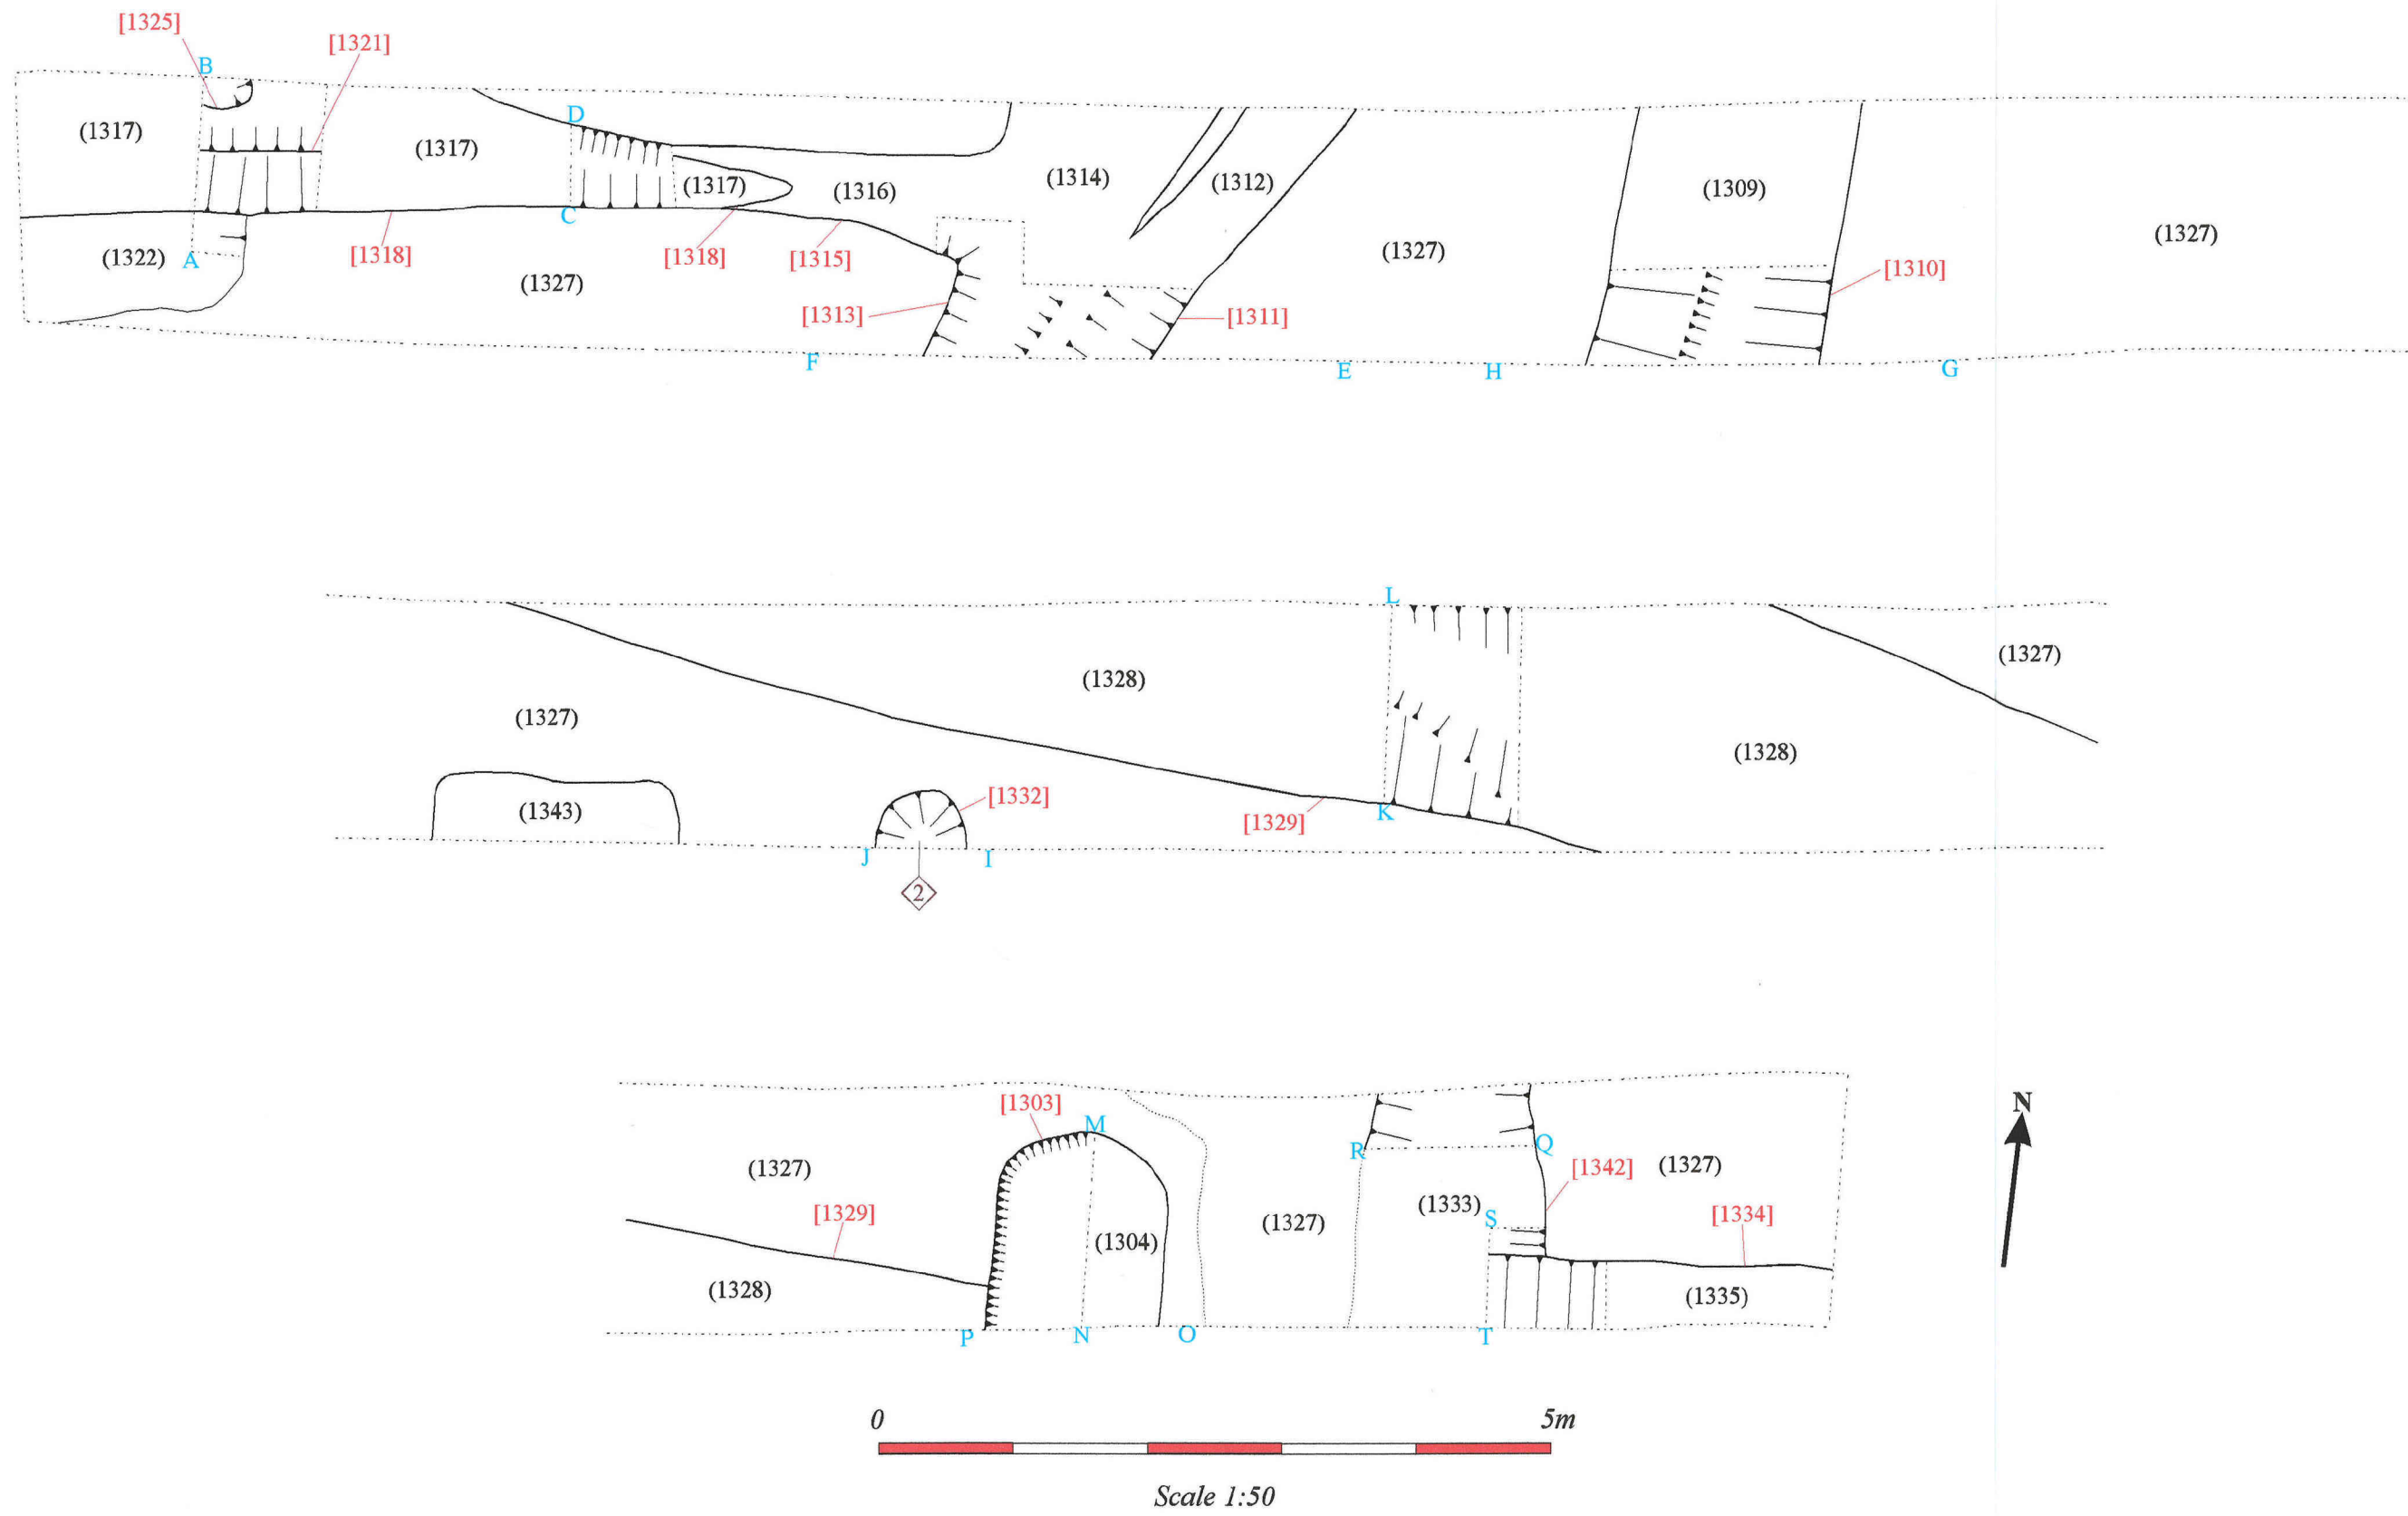 [1325]
[1321]
B
D
(1317)
(1317)
(1317)
(1316)
(1314)
(1312)
(1309)
(1327)
(1327)
C
(1322)
A
[1318]
[1318]
[1315]
(1327)
[1310]
(1327)
[1313]
[1311]
F
E
H
G
L
(1327)
(1328)
(1327)
(1328)
(1343)
[1332]
[1329]
K
J
I
2
[1303]
M
R
Q
(1327)
[1342]
(1327)
(1333)
[1329]
S
[1334]
(1327)
(1304)
(1328)
(1335)
P
N
O
T
N
0
5m
Scale 1:50